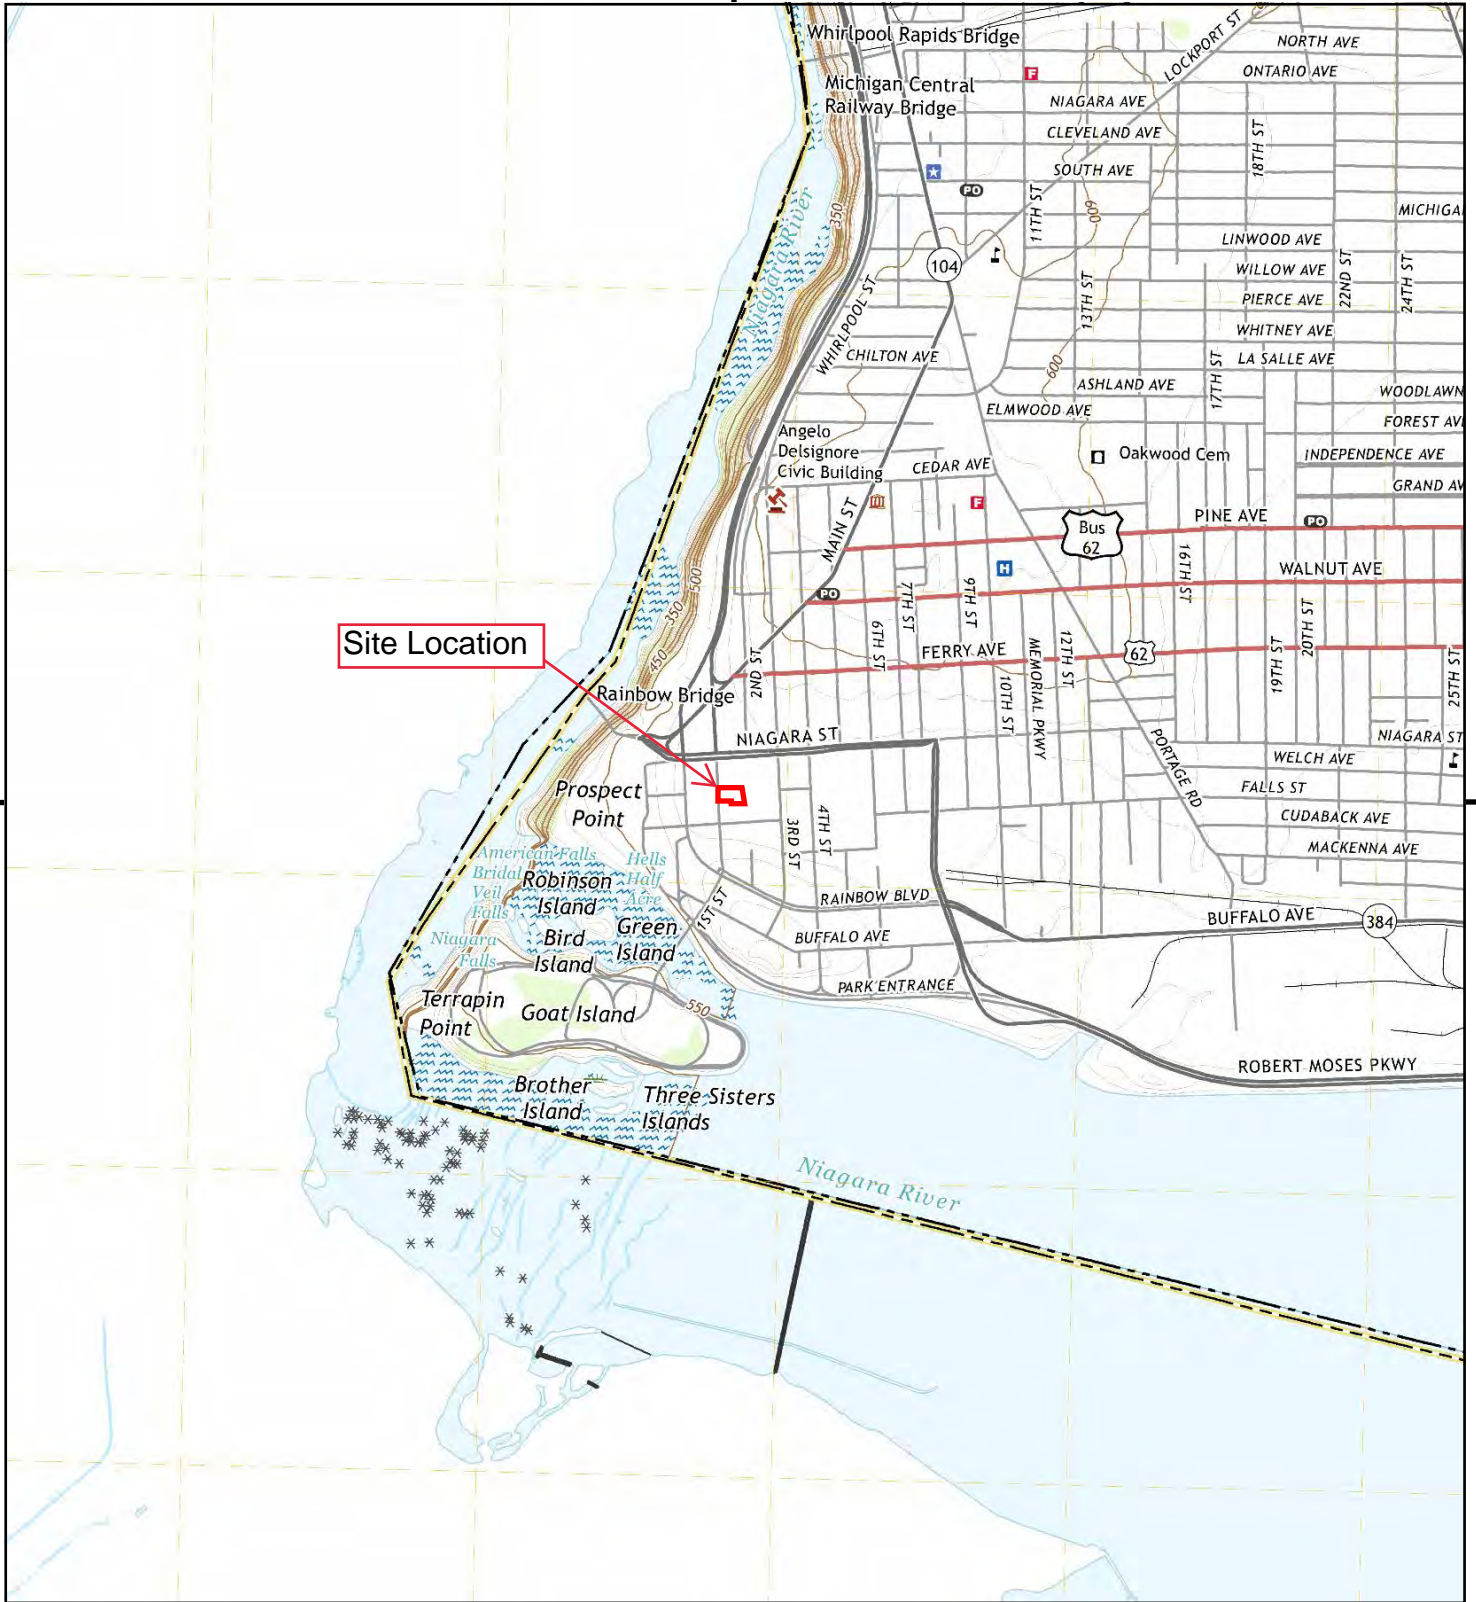 Whirlpool Rapids Bridge
Michigan Central
Railway Bridge
LOCKPORT ST
NORTH AVE
ONTARIO AVE
F
NIAGARA AVE
CLEVELAND AVE
18TH ST
SOUTH AVE
PO
11TH ST
600
MICHIGA
350
Niagara River
LINWOOD AVE
104
WILLOW AVE
22ND ST
24TH ST
PIERCE AVE
13TH ST
WHIRLPOOL ST
WHITNEY AVE
CHILTON AVE
LA SALLE AVE
600
17TH ST
ASHLAND AVE
WOODLAWN
ELMWOOD AVE
FOREST AV
Angelo
Delsignore
Civic Building
CEDAR AVE
Oakwood Cem
INDEPENDENCE AVE
GRAND AV
F
MAIN ST
Bus
62
PINE AVE
PO
16TH ST
H
WALNUT AVE
500
350
PO
7TH ST
9TH ST
6TH ST
20TH ST
Site Location
450
FERRY AVE
MEMORIAL PKWY
12TH ST
62
19TH ST
25TH ST
2ND ST
Rainbow Bridge
10TH ST
NIAGARA ST
NIAGARA ST
PORTAGE RD
WELCH AVE
Prospect
Point
FALLS ST
3RD ST
4TH ST
CUDABACK AVE
MACKENNA AVE
American Falls
Bridal
Veil
Falls
Hells
Half
Acre
Robinson
Island
1ST ST
RAINBOW BLVD
BUFFALO AVE
384
Green
Island
Bird
Island
BUFFALO AVE
Niagara
Falls
PARK ENTRANCE
Terrapin
Point
Goat Island
550
ROBERT MOSES PKWY
Brother
Island
Three Sisters
Islands
Niagara River